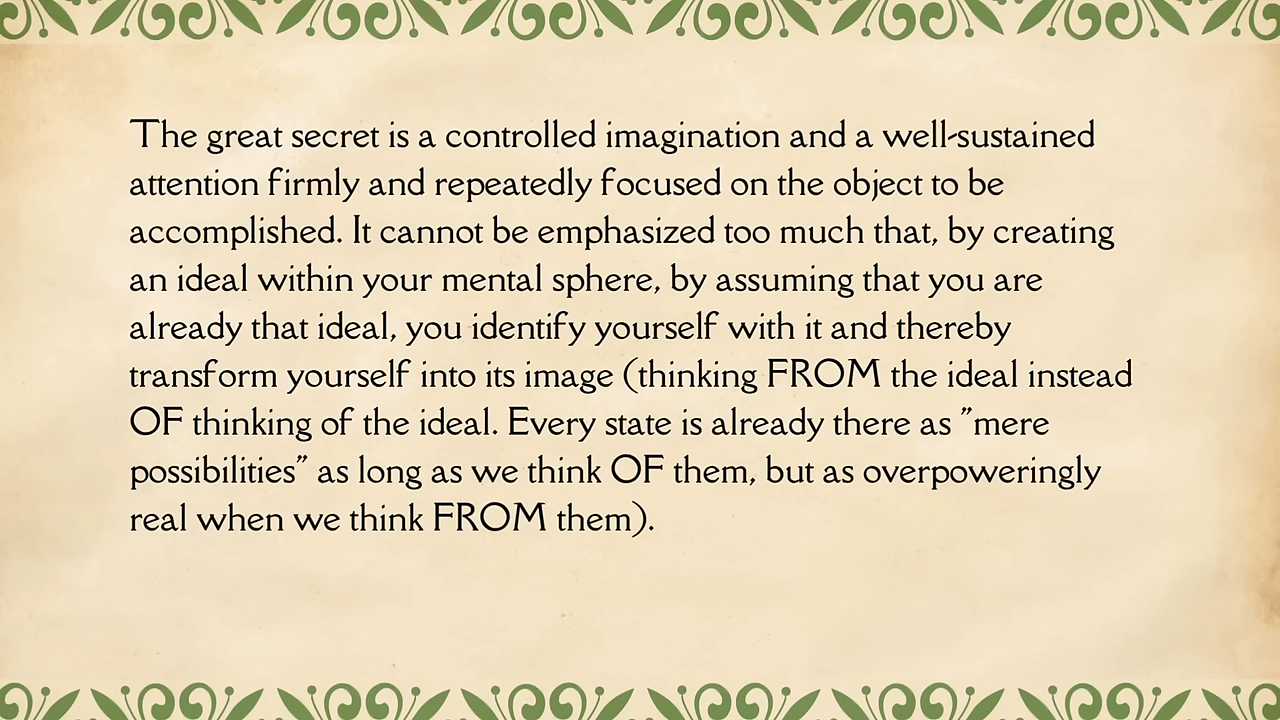 The great secret is a controlled imagination and a well-sustained
attention firmly and repeatedly focused on the object to be
accomplished. It cannot be emphasized too much that, by creating
an ideal within your mental sphere, by assuming that you are
already that ideal, you identify yourself with it and thereby
transform yourself into its image (thinking FROM the ideal instead
OF thinking of the ideal. Every state is already there as "mere
possibilities" as long as we think OF them, but as overpoweringly
real when we think FROM them).